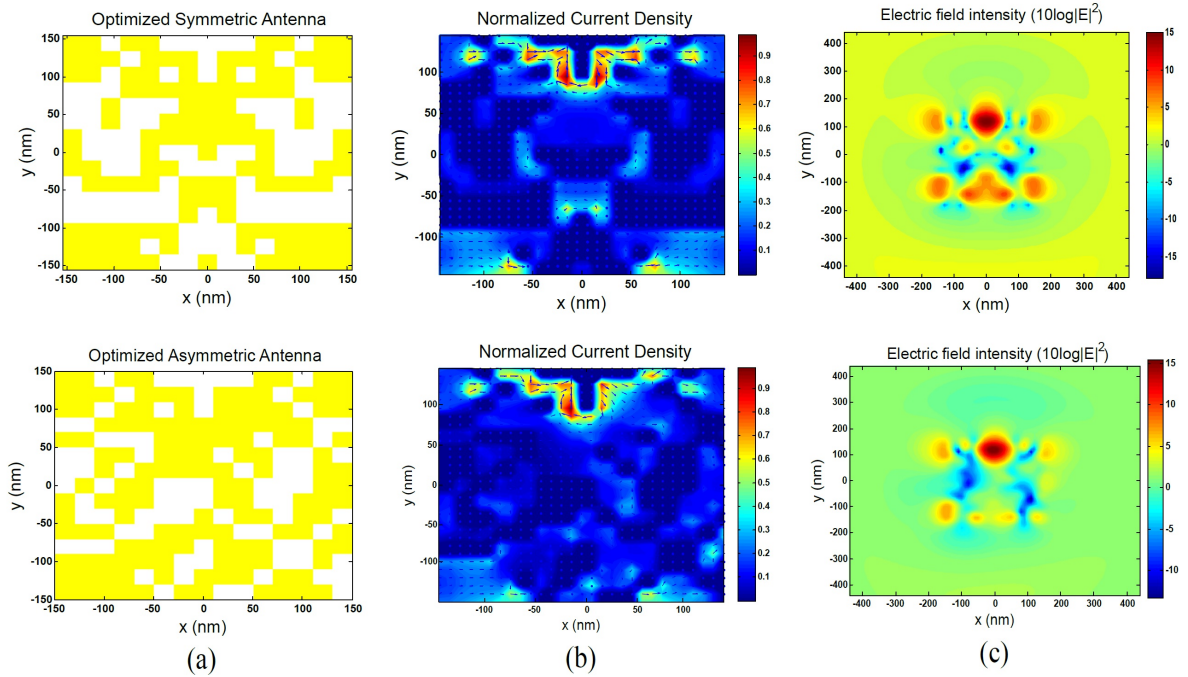 Optimized Symmetric Antenna
150
100
50
0
-50
-100
-150
y (nm)
-150 -100 -50 0 50 100 150
x (nm)
Normalized Current Density
100
50
0
-50
-100
y (nm)
-100 -50 0 50 100
x (nm)
0.9
0.8
0.7
0.6
0.5
0.4
0.3
0.2
0.1
Electric field intensity (10log|E|²)
400
300
200
100
0
-100
-200
-300
-400
y (nm)
-400 -300 -200 -100 0 100 200 300 400
x (nm)
15
10
5
0
-5
-10
-15
Optimized Asymmetric Antenna
150
100
50
0
-50
-100
-150
y (nm)
-150 -100 -50 0 50 100 150
x (nm)
(a)
Normalized Current Density
100
50
0
-50
-100
y (nm)
-100 -50 0 50 100
x (nm)
0.9
0.8
0.7
0.6
0.5
0.4
0.3
0.2
0.1
(b)
Electric field intensity (10log|E|²)
400
300
200
100
0
-100
-200
-300
-400
y (nm)
-400 -300 -200 -100 0 100 200 300 400
x (nm)
15
10
5
0
-5
-10
(c)